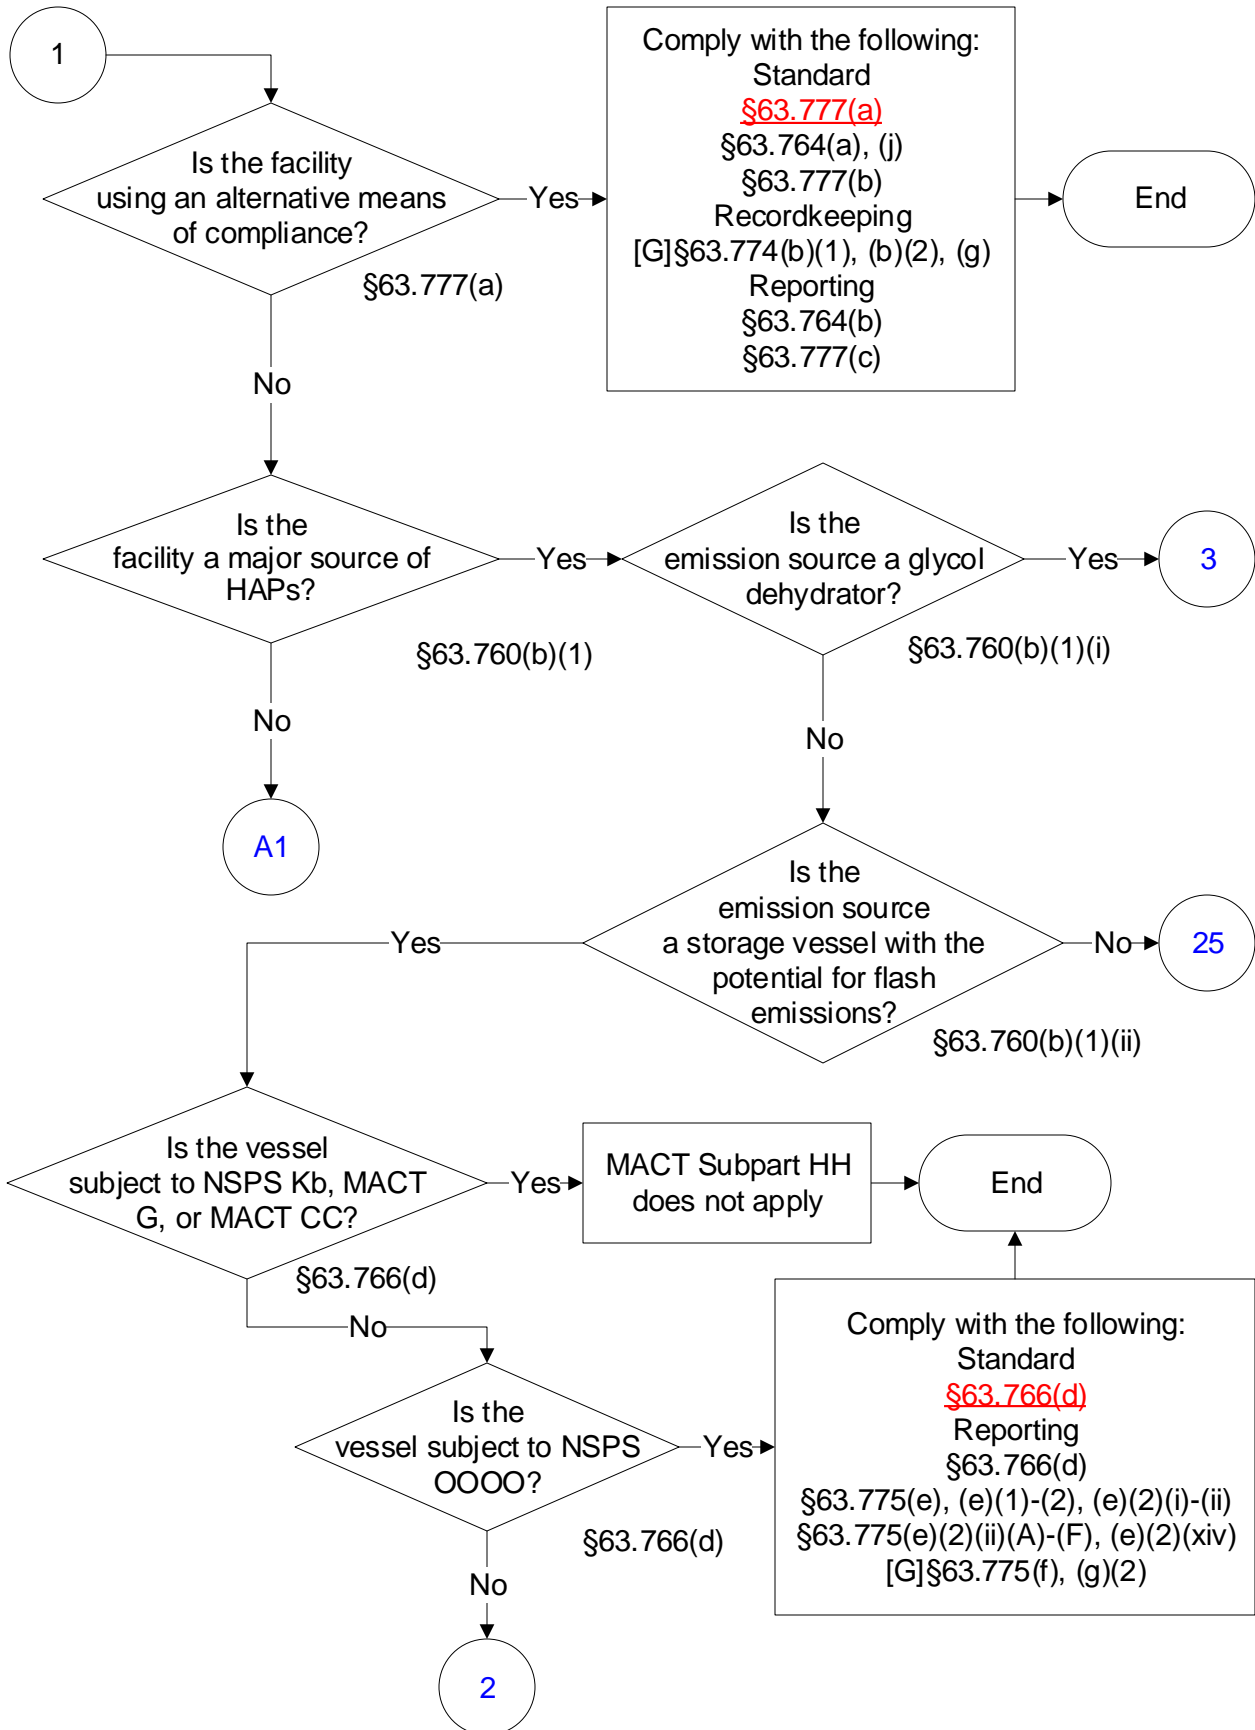 1
Is the facility
using an alternative means
of compliance?
§63.777(a)
Yes
Comply with the following:
Standard
§63.777(a)
§63.764(a), (j)
§63.777(b)
Recordkeeping
[G]§63.774(b)(1), (b)(2), (g)
Reporting
§63.764(b)
§63.777(c)
End
No
Is the
facility a major source of
HAPs?
§63.760(b)(1)
Yes
Is the
emission source a glycol
dehydrator?
§63.760(b)(1)(i)
Yes
3
No
A1
No
Is the
emission source
a storage vessel with the
potential for flash
emissions?
§63.760(b)(1)(ii)
No
25
Yes
Is the vessel
subject to NSPS Kb, MACT
G, or MACT CC?
§63.766(d)
Yes
MACT Subpart HH
does not apply
End
No
Is the
vessel subject to NSPS
OOOO?
§63.766(d)
Yes
Comply with the following:
Standard
§63.766(d)
Reporting
§63.766(d)
§63.775(e), (e)(1)-(2), (e)(2)(i)-(ii)
§63.775(e)(2)(ii)(A)-(F), (e)(2)(xiv)
[G]§63.775(f), (g)(2)
No
2